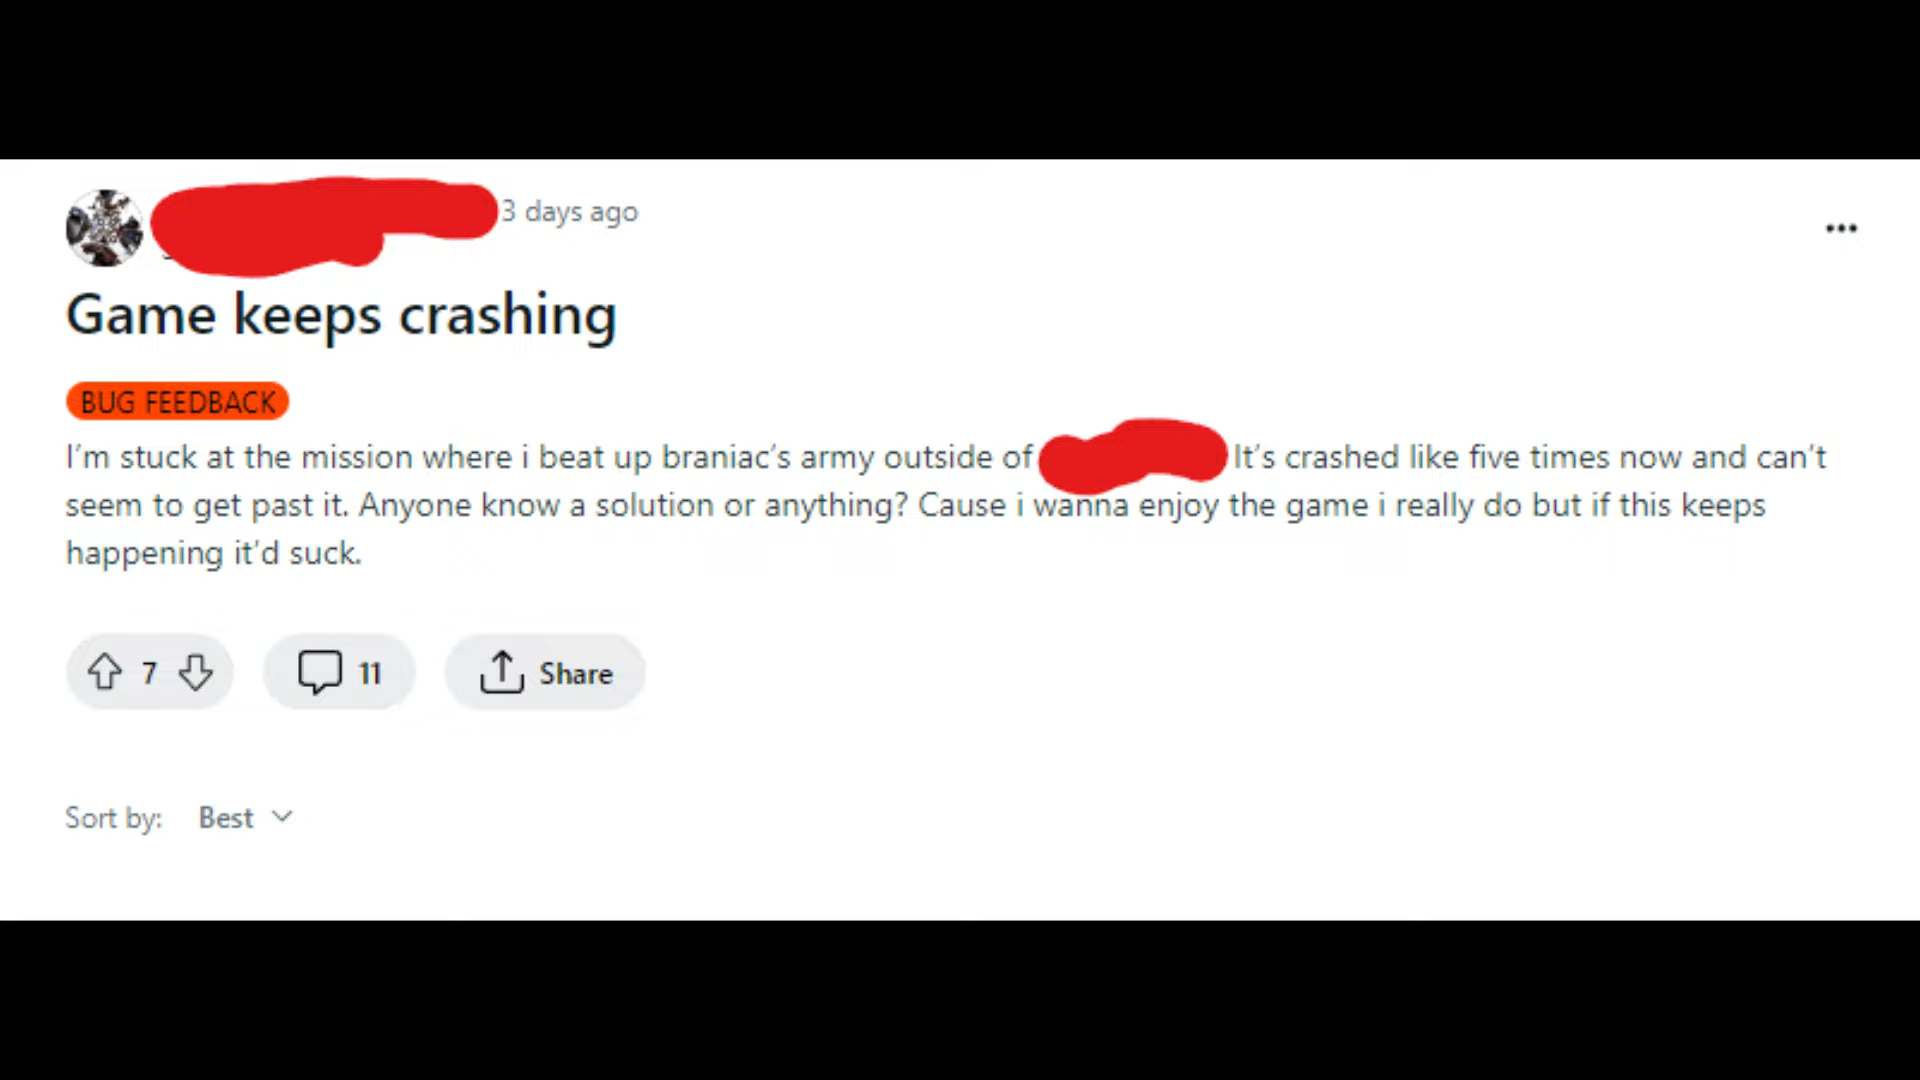 3 days ago
Game keeps crashing
BUG FEEDBACK
I'm stuck at the mission where i beat up braniac's army outside of It's crashed like five times now and can't
seem to get past it. Anyone know a solution or anything? Cause i wanna enjoy the game i really do but if this keeps
happening it'd suck.
7 11 Share
Sort by: Best